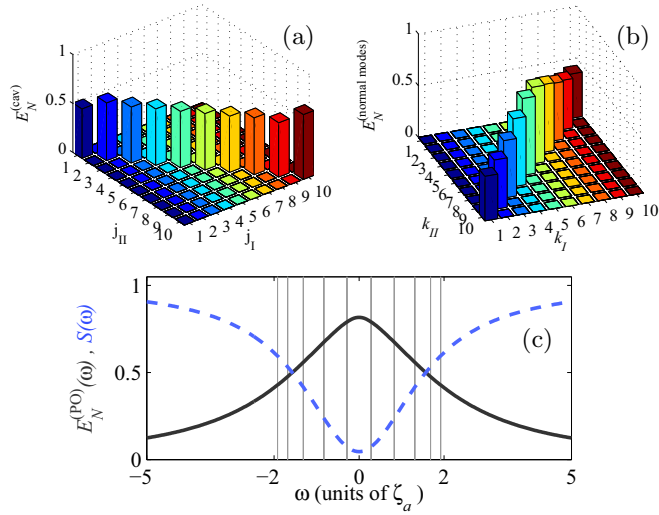 (a)
1
0.5
0
E_N^(cav)
1 2 3 4 5 6 7 8 9 10
j_II
1 2 3 4 5 6 7 8 9 10
j_I
(b)
1
0.5
0
E_N^(normal modes)
1 2 3 4 5 6 7 8 9 10
k_II
1 2 3 4 5 6 7 8 9 10
k_I
(c)
1
0.5
0
E_N^(PO)(ω) , S(ω)
-5 -2 0 2 5
ω (units of ζ_a)